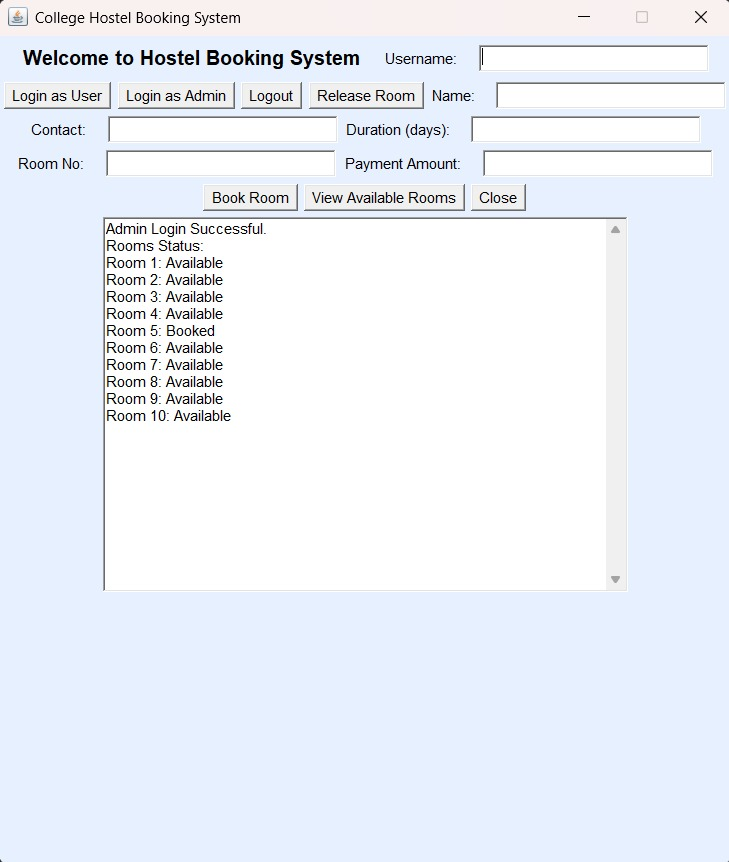 College Hostel Booking System
Welcome to Hostel Booking System Username:
Login as User Login as Admin Logout Release Room Name:
Contact: Duration (days):
Room No: Payment Amount:
Book Room View Available Rooms Close
Admin Login Successful.
Rooms Status:
Room 1: Available
Room 2: Available
Room 3: Available
Room 4: Available
Room 5: Booked
Room 6: Available
Room 7: Available
Room 8: Available
Room 9: Available
Room 10: Available